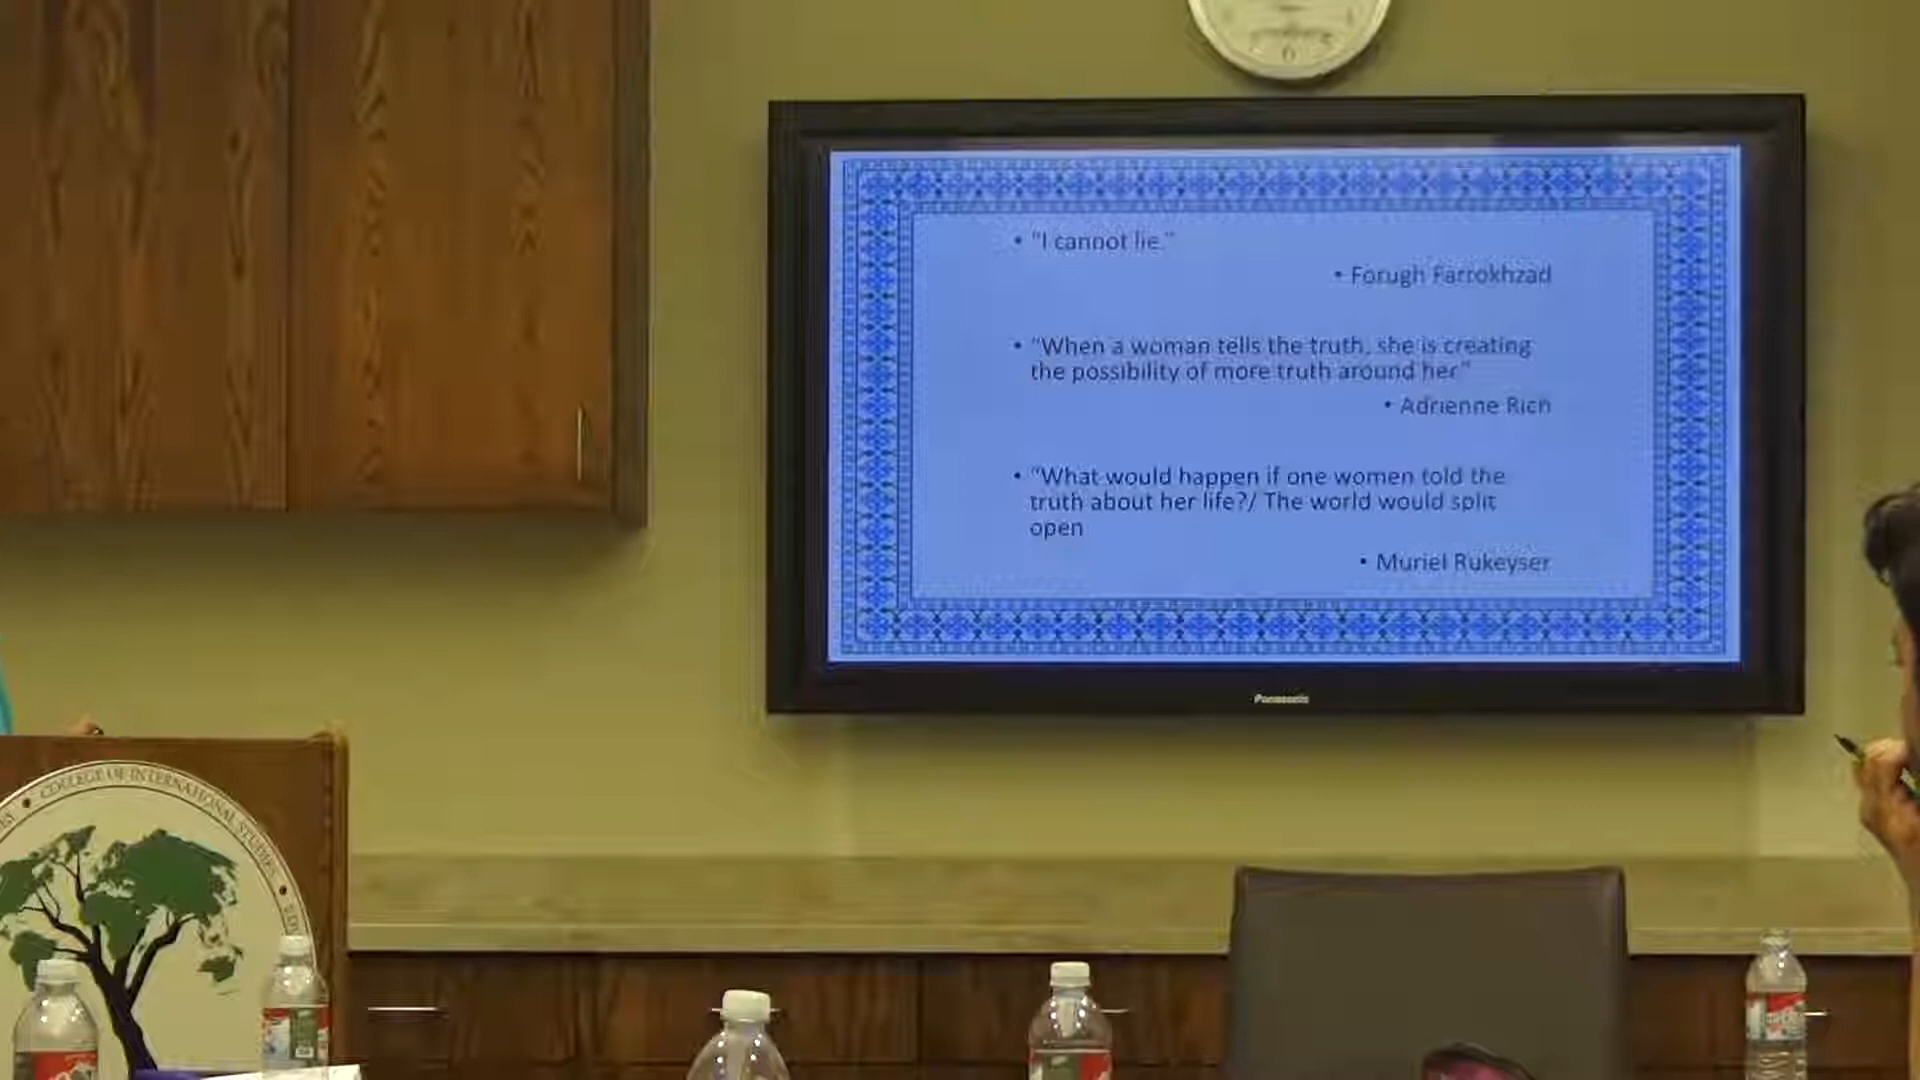 6
• "I cannot lie."
• Forugh Farrokhzad
• "When a woman tells the truth, she is creating
the possibility of more truth around her"
• Adrienne Rich
• "What would happen if one women told the
truth about her life?/ The world would split
open
• Muriel Rukeyser
Panasonic
COLLEGE OF INTERNATIONAL STUDIES